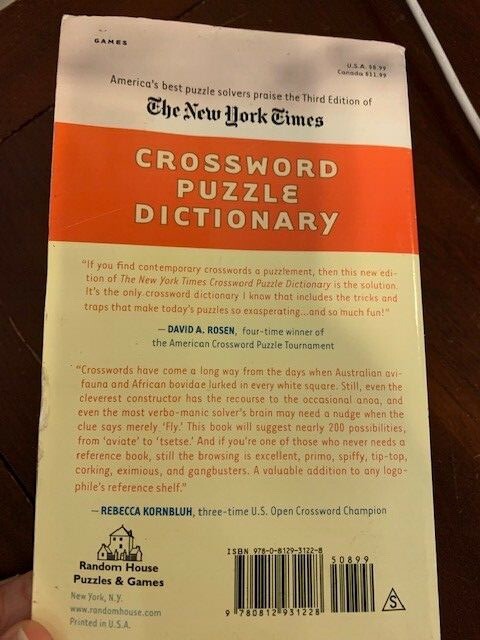 GAMES
U.S.A. $8.99
Canada $11.99
America's best puzzle solvers praise the Third Edition of
The New York Times
CROSSWORD
PUZZLE
DICTIONARY
"If you find contemporary crosswords a puzzlement, then this new edi-
tion of The New York Times Crossword Puzzle Dictionary is the solution.
It's the only crossword dictionary I know that includes the tricks and
traps that make today's puzzles so exasperating...and so much fun!"
— DAVID A. ROSEN, four-time winner of
the American Crossword Puzzle Tournament
"Crosswords have come a long way from the days when Australian avi-
fauna and African bovidae lurked in every white square. Still, even the
cleverest constructor has the recourse to the occasional anoa, and
even the most verbo-manic solver's brain may need a nudge when the
clue says merely 'Fly.' This book will suggest nearly 200 possibilities,
from 'aviate' to 'tsetse.' And if you're one of those who never needs a
reference book, still the browsing is excellent, primo, spiffy, tip-top,
corking, eximious, and gangbusters. A valuable addition to any logo-
phile's reference shelf."
— REBECCA KORNBLUH, three-time U.S. Open Crossword Champion
Random House
Puzzles & Games
New York, N.Y.
www.randomhouse.com
Printed in U.S.A.
ISBN 978-0-8129-3122-8
50899
9 780812 931228
S